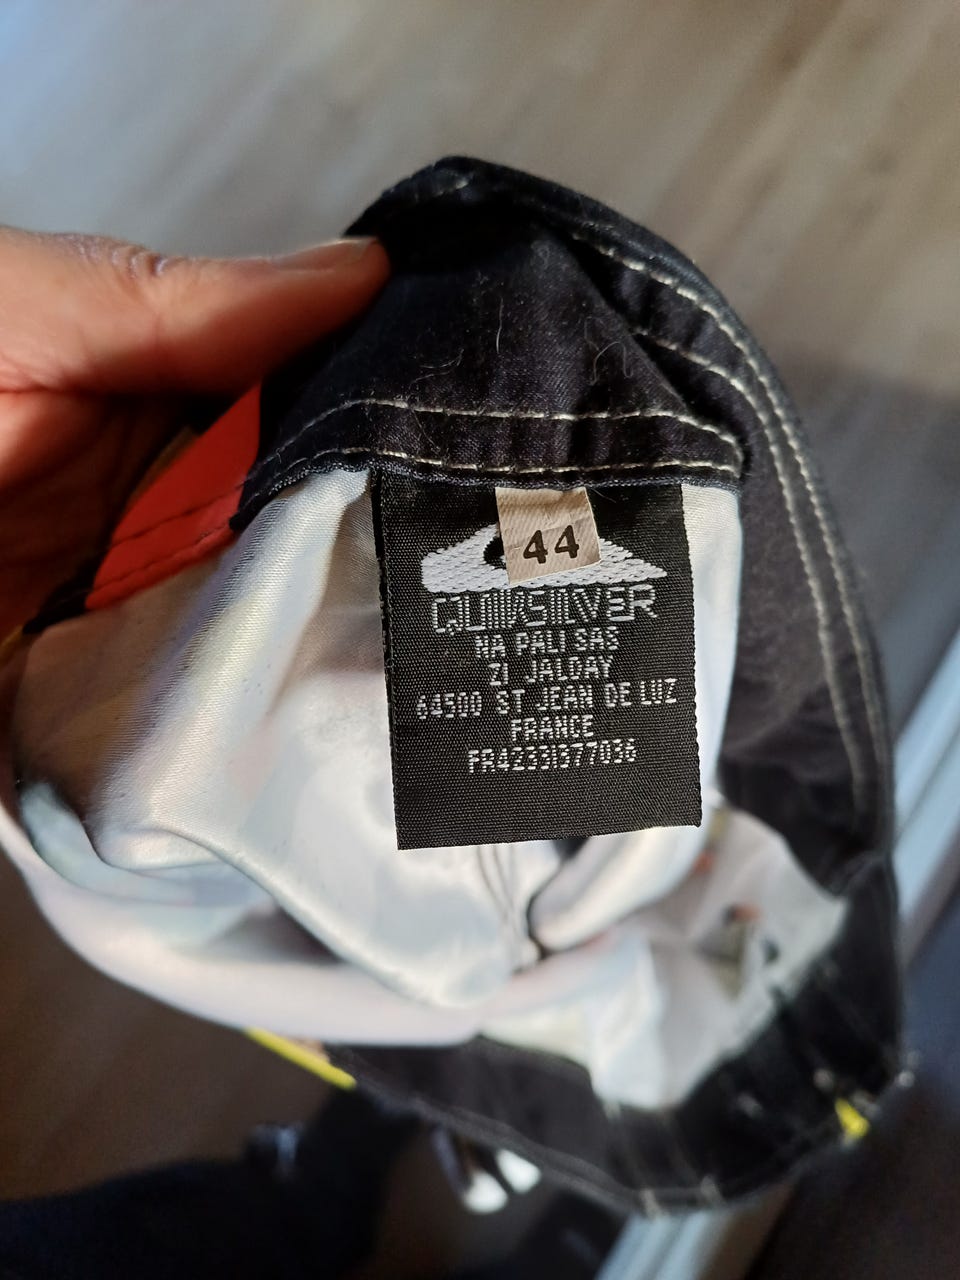 44
QUIKSILVER
NA PALI SAS
ZI JALDAY
64500 ST JEAN DE LUZ
FRANCE
FR42331377036